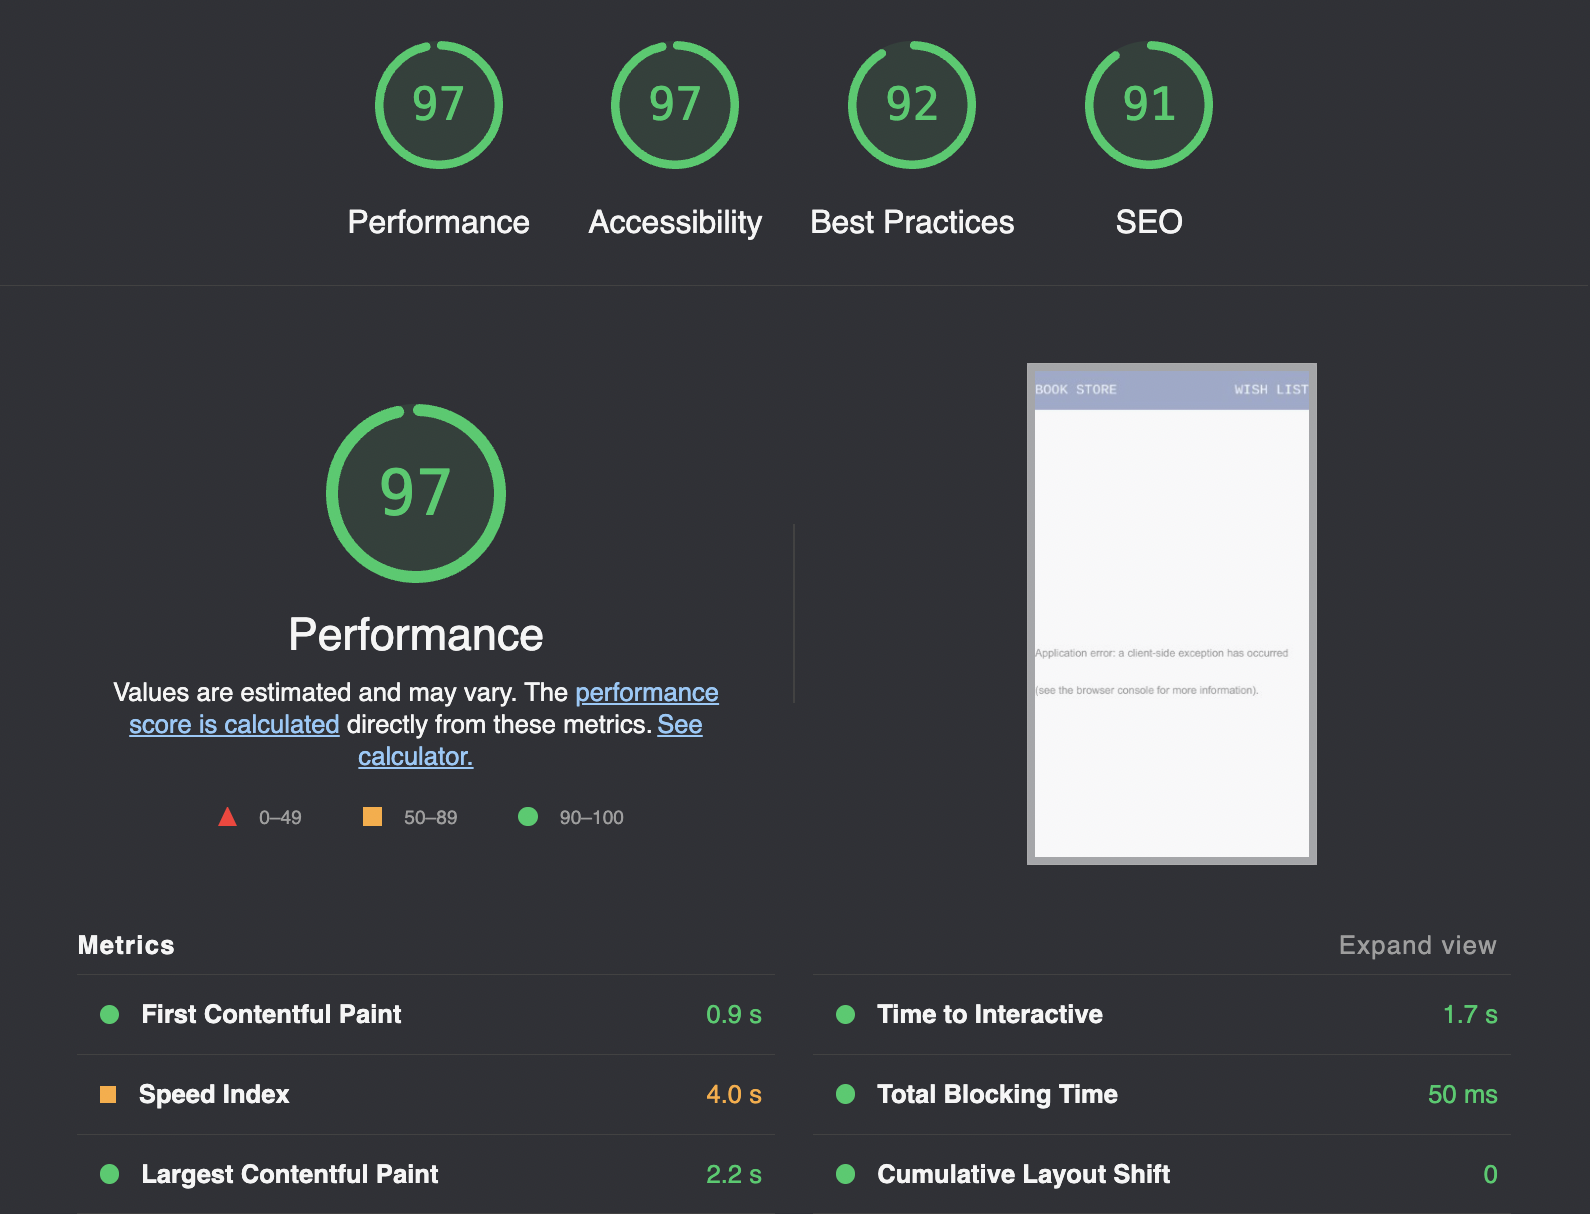 97
97
92
91
Performance
Accessibility
Best Practices
SEO
97
Performance
Values are estimated and may vary. The performance
score is calculated directly from these metrics. See
calculator.
0–49
50–89
90–100
BOOK STORE
WISH LIST
Application error: a client-side exception has occurred
(see the browser console for more information).
Metrics
Expand view
First Contentful Paint
0.9 s
Time to Interactive
1.7 s
Speed Index
4.0 s
Total Blocking Time
50 ms
Largest Contentful Paint
2.2 s
Cumulative Layout Shift
0